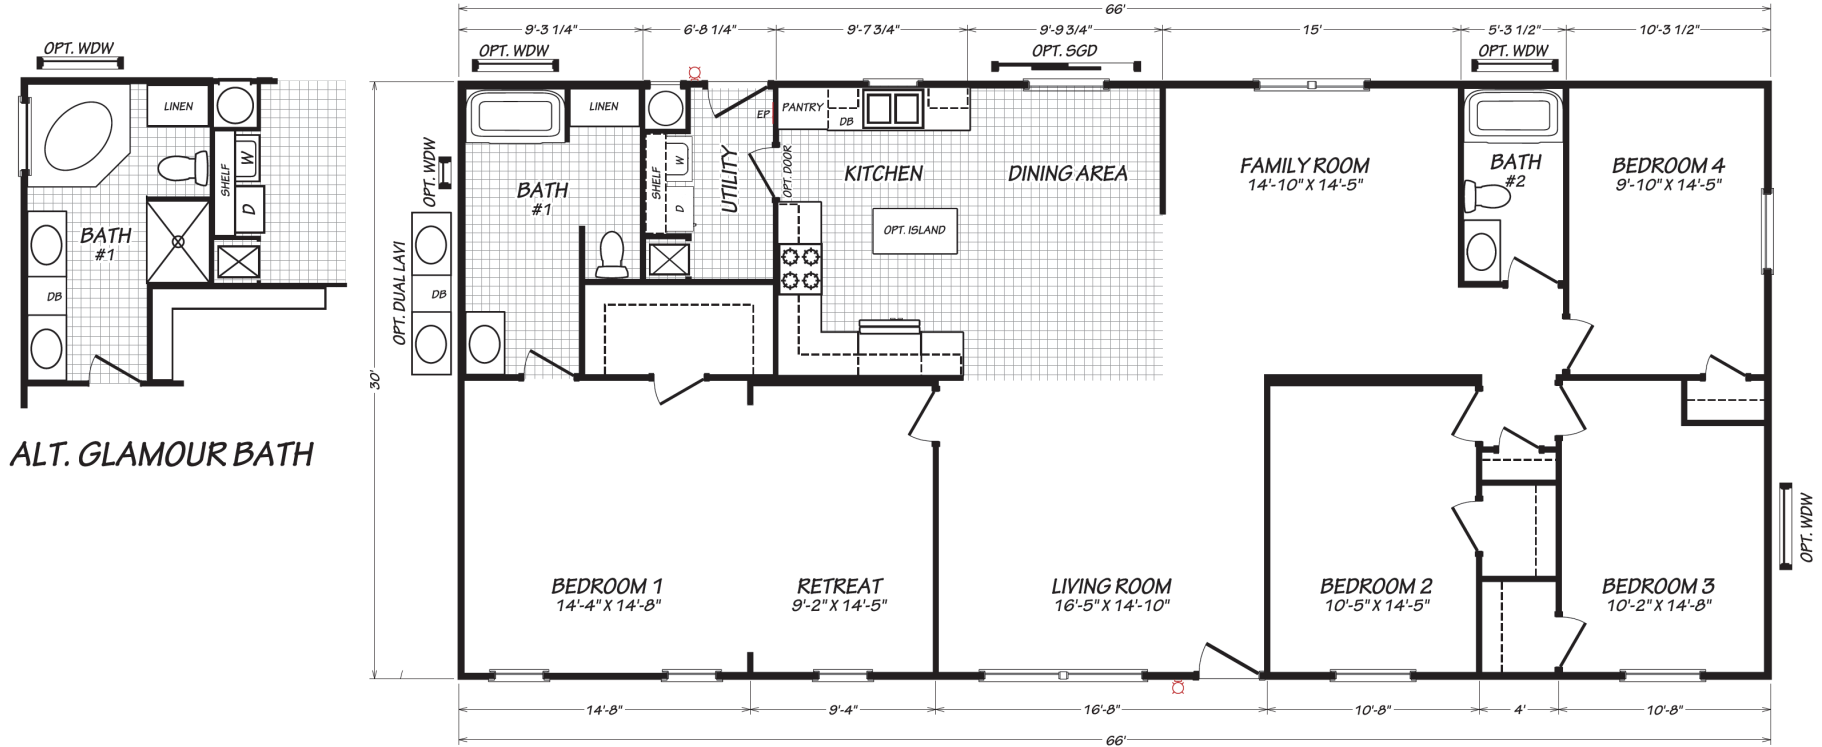 66'
9'-3 1/4"
6'-8 1/4"
9'-7 3/4"
9'-9 3/4"
15'
5'-3 1/2"
10'-3 1/2"
OPT. WDW
OPT. WDW
OPT. SGD
OPT. WDW
LINEN
SHELF
W
D
BATH
#1
DB
ALT. GLAMOUR BATH
30'
OPT. WDW
OPT. DUAL LAVI
DB
LINEN
BATH
#1
SHELF
W
D
UTILITY
EP
OPT. DOOR
PANTRY
DB
KITCHEN
OPT. ISLAND
DINING AREA
FAMILY ROOM
14'-10" X 14'-5"
BATH
#2
BEDROOM 4
9'-10" X 14'-5"
BEDROOM 1
14'-4" X 14'-8"
RETREAT
9'-2" X 14'-5"
LIVING ROOM
16'-5" X 14'-10"
BEDROOM 2
10'-5" X 14'-5"
BEDROOM 3
10'-2" X 14'-8"
OPT. WDW
14'-8"
9'-4"
16'-8"
10'-8"
4'
10'-8"
66'